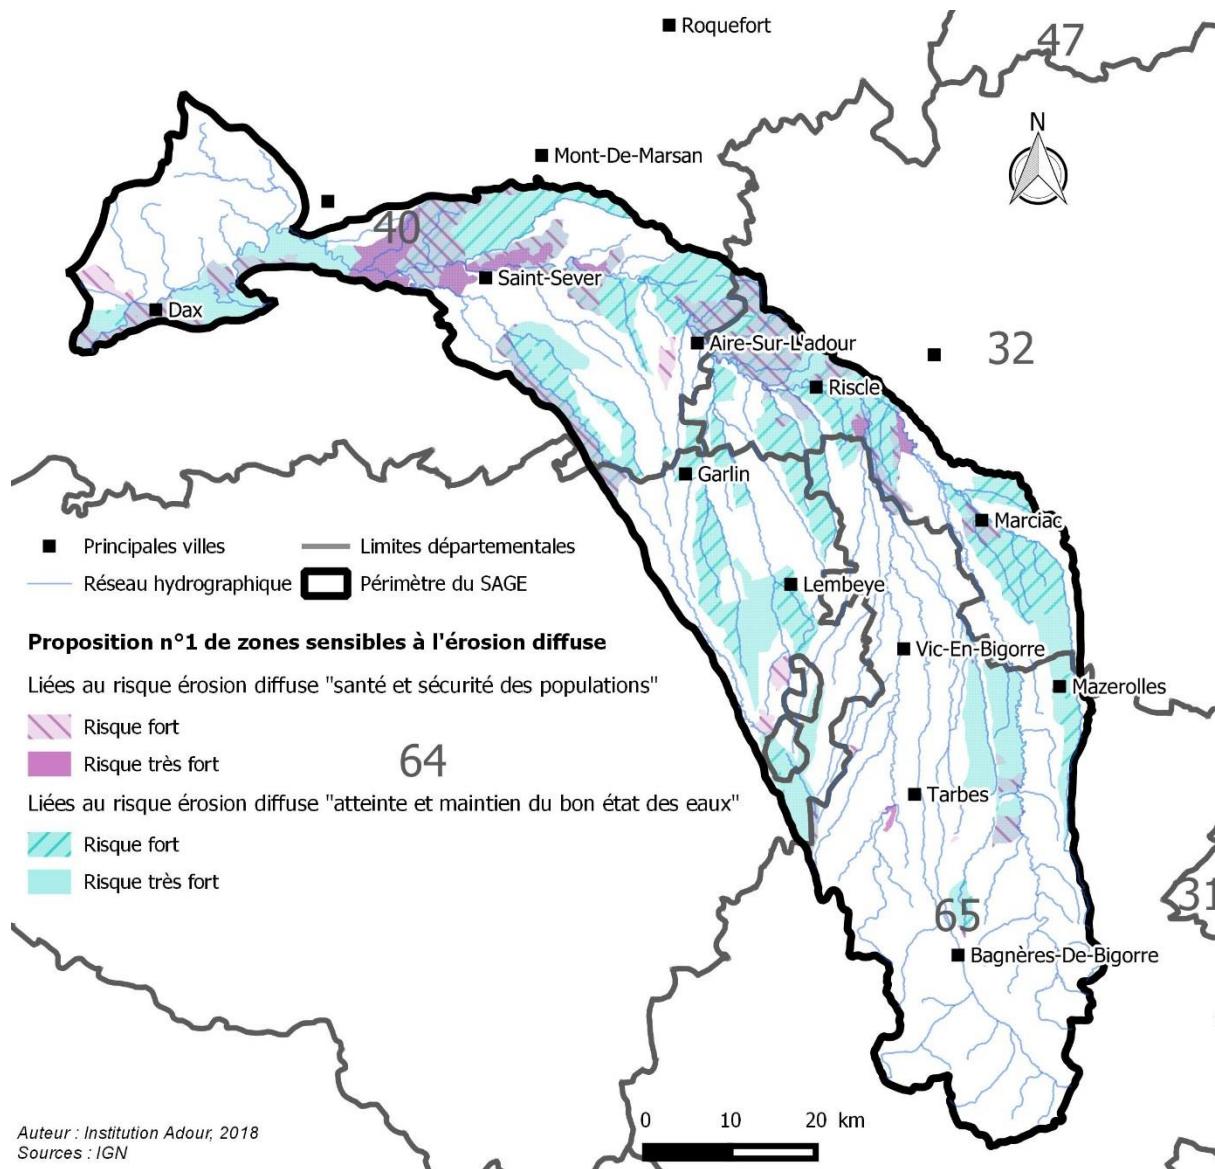 Roquefort
47
N
Mont-De-Marsan
40
Saint-Sever
Dax
Aire-Sur-L'adour
32
Riscle
Garlin
Marciac
Principales villes
Limites départementales
Réseau hydrographique
Périmètre du SAGE
Lembeye
Proposition n°1 de zones sensibles à l'érosion diffuse
Vic-En-Bigorre
Liées au risque érosion diffuse "santé et sécurité des populations"
Mazerolles
Risque fort
Risque très fort
64
Liées au risque érosion diffuse "atteinte et maintien du bon état des eaux"
Tarbes
Risque fort
Risque très fort
31
65
Bagnères-De-Bigorre
0 10 20 km
Auteur : Institution Adour, 2018
Sources : IGN